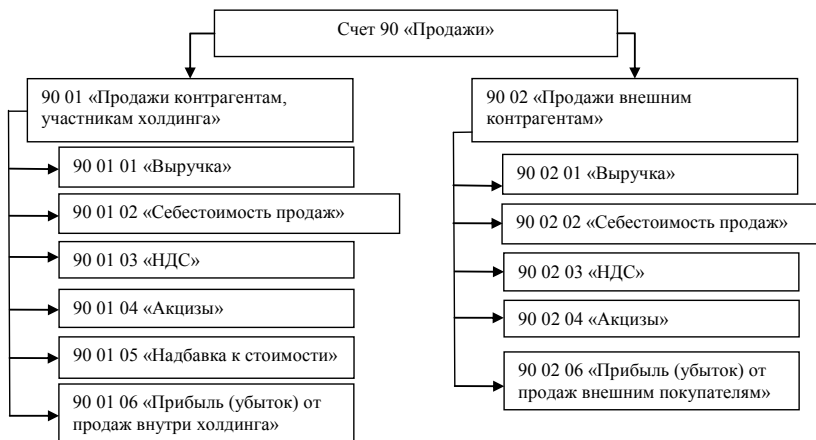 Счет 90 «Продажи»
90 01 «Продажи контрагентам,
участникам холдинга»
90 01 01 «Выручка»
90 01 02 «Себестоимость продаж»
90 01 03 «НДС»
90 01 04 «Акцизы»
90 01 05 «Надбавка к стоимости»
90 01 06 «Прибыль (убыток) от
продаж внутри холдинга»
90 02 «Продажи внешним
контрагентам»
90 02 01 «Выручка»
90 02 02 «Себестоимость продаж»
90 02 03 «НДС»
90 02 04 «Акцизы»
90 02 06 «Прибыль (убыток) от
продаж внешним покупателям»